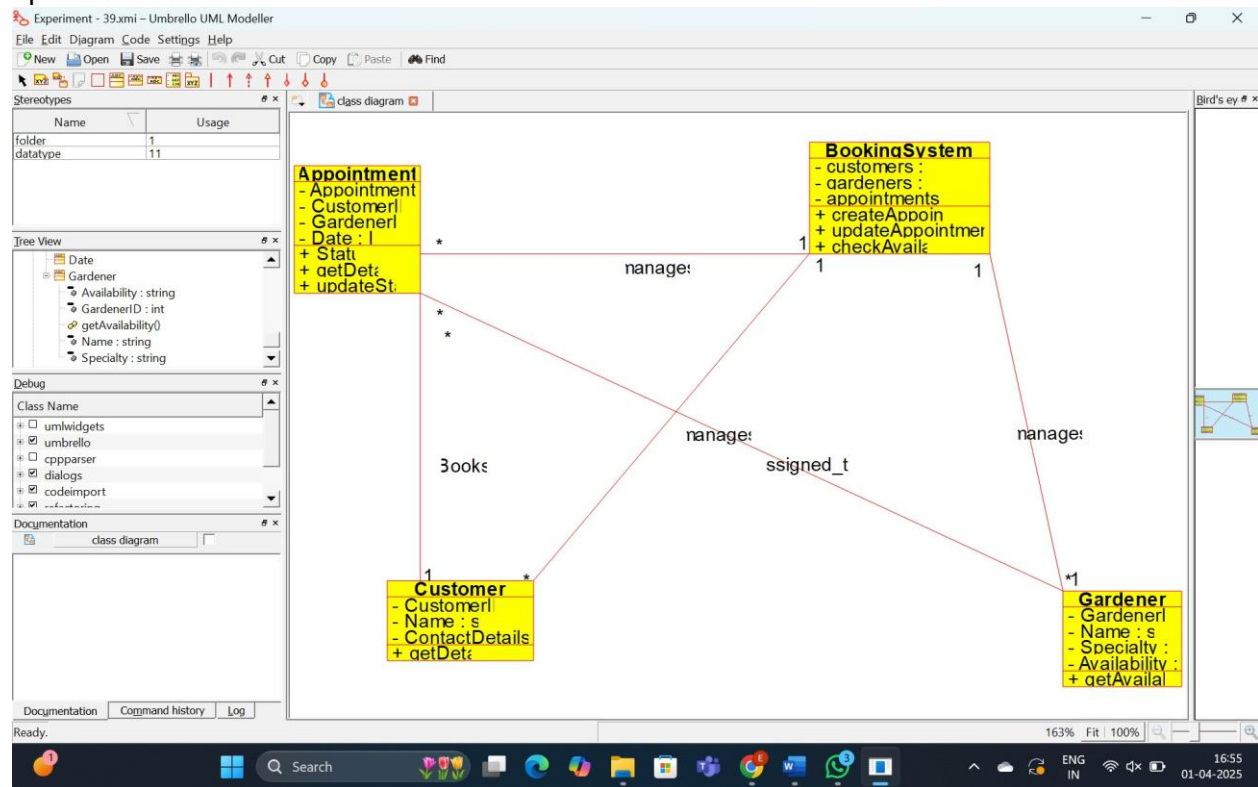 Experiment - 39.xmi – Umbrello UML Modeller
File Edit Diagram Code Settings Help
New Open Save Cut Copy Paste Find
Stereotypes
Name Usage
folder 1
datatype 11
Tree View
Date
Gardener
Availability : string
GardenerID : int
getAvailability()
Name : string
Specialty : string
Debug
Class Name
umlwidgets
umbrello
cppparser
dialogs
codeimport
Documentation
class diagram
Documentation Command history Log
Ready.
class diagram
Bird's ey
Appointment
- Appointment
- CustomerI
- GardenerI
- Date : I
+ Statu
+ getDeta
+ updateSt
BookingSystem
- customers :
- gardeners :
- appointments
+ createAppoin
+ updateAppointmer
+ checkAvaila
* 1
manages
1 1
*
*
manages
manages
Books
ssigned_t
1 *
*1
Customer
- CustomerI
- Name : s
- ContactDetails
+ getDeta
Gardener
- GardenerI
- Name : s
- Specialty :
- Availability :
+ getAvailal
163% Fit 100%
1
Search
3
ENG
IN
16:55
01-04-2025